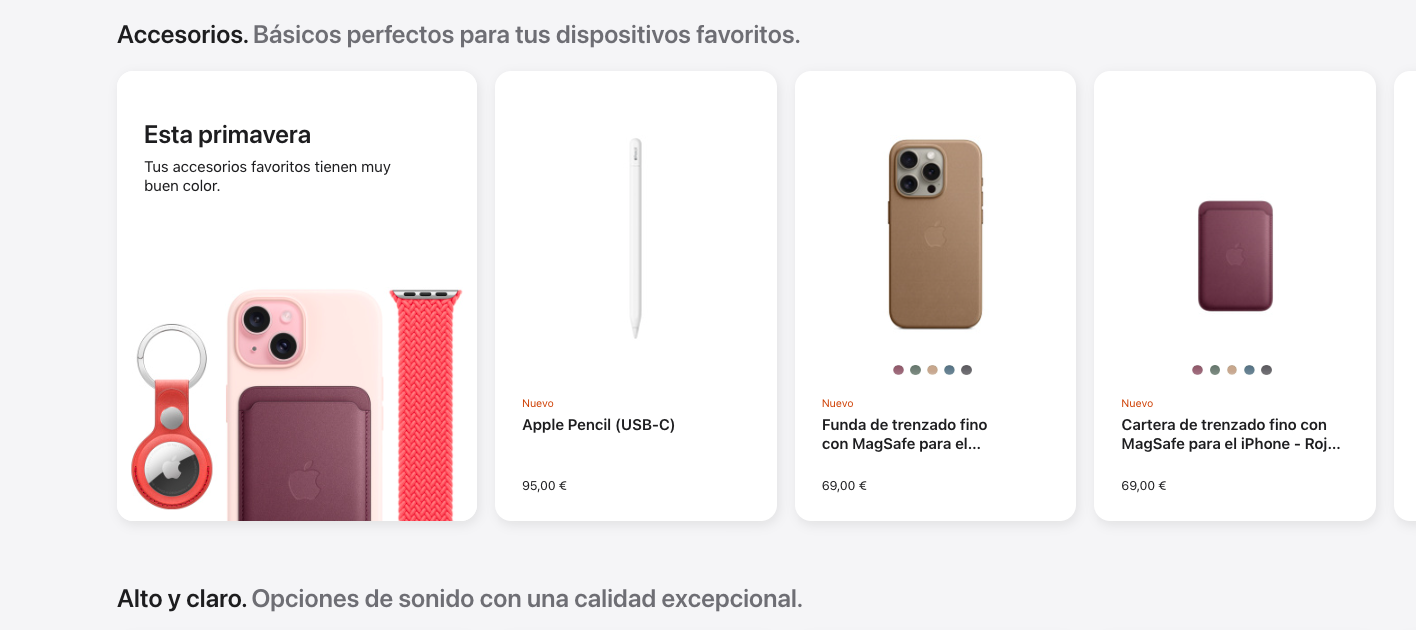 Accesorios. Básicos perfectos para tus dispositivos favoritos.
Esta primavera
Tus accesorios favoritos tienen muy
buen color.
Nuevo
Apple Pencil (USB-C)
95,00 €
Nuevo
Funda de trenzado fino
con MagSafe para el...
69,00 €
Nuevo
Cartera de trenzado fino con
MagSafe para el iPhone - Roj...
69,00 €
Alto y claro. Opciones de sonido con una calidad excepcional.